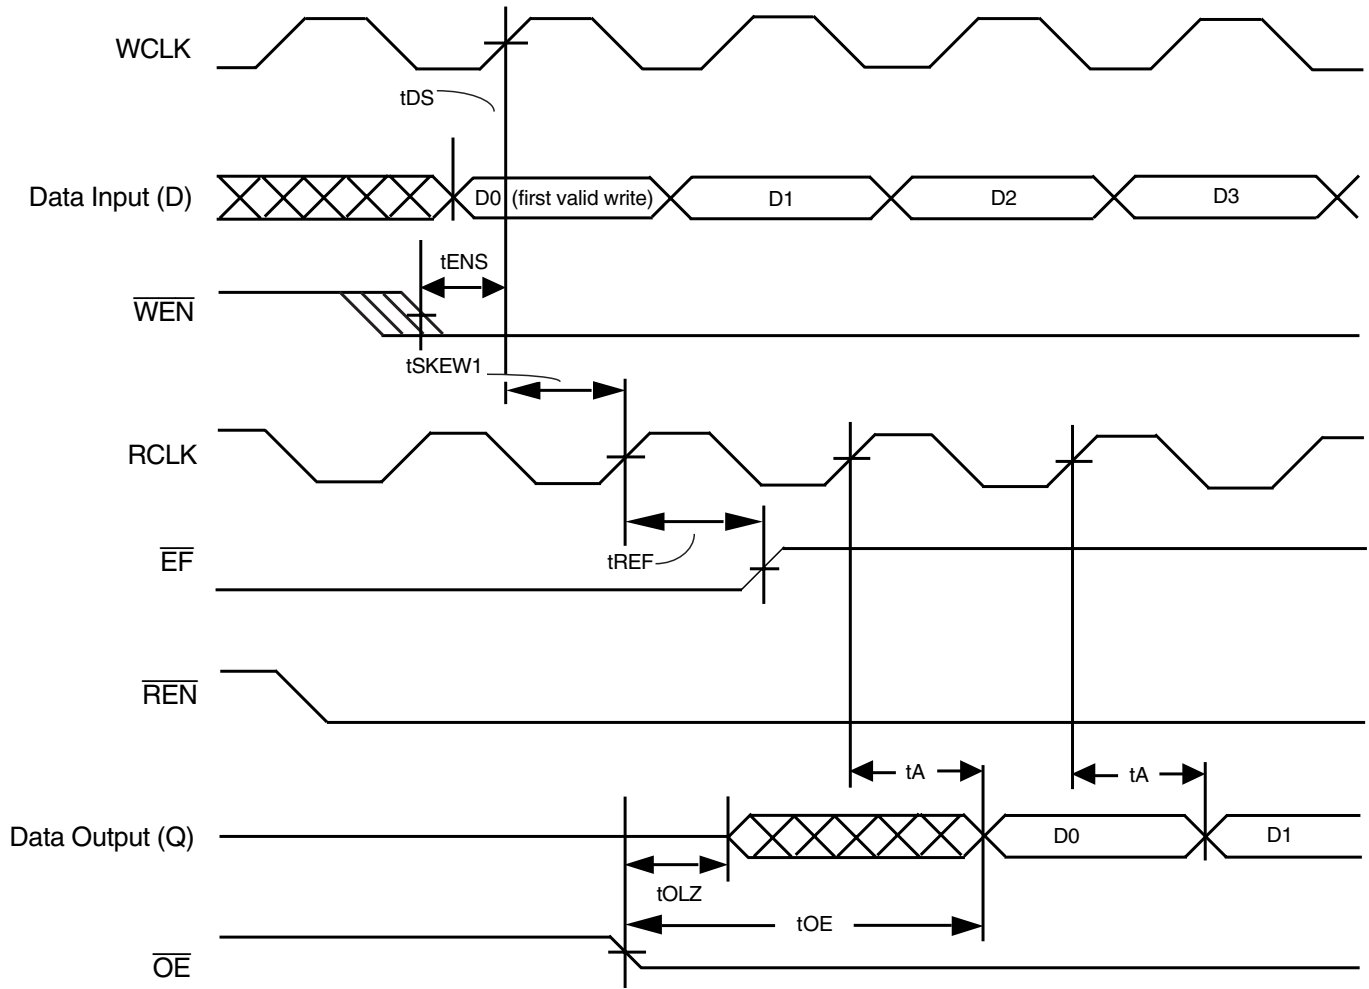 WCLK
tDS
Data Input (D)
D0 (first valid write)
D1
D2
D3
tENS
WEN
tSKEW1
RCLK
tREF
EF
REN
tA
tA
Data Output (Q)
D0
D1
tOLZ
tOE
OE